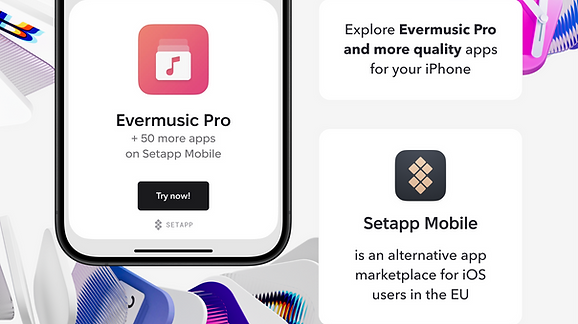 Evermusic Pro
+ 50 more apps
on Setapp Mobile
Try now!
SETAPP
Explore Evermusic Pro
and more quality apps
for your iPhone
Setapp Mobile
is an alternative app
marketplace for iOS
users in the EU